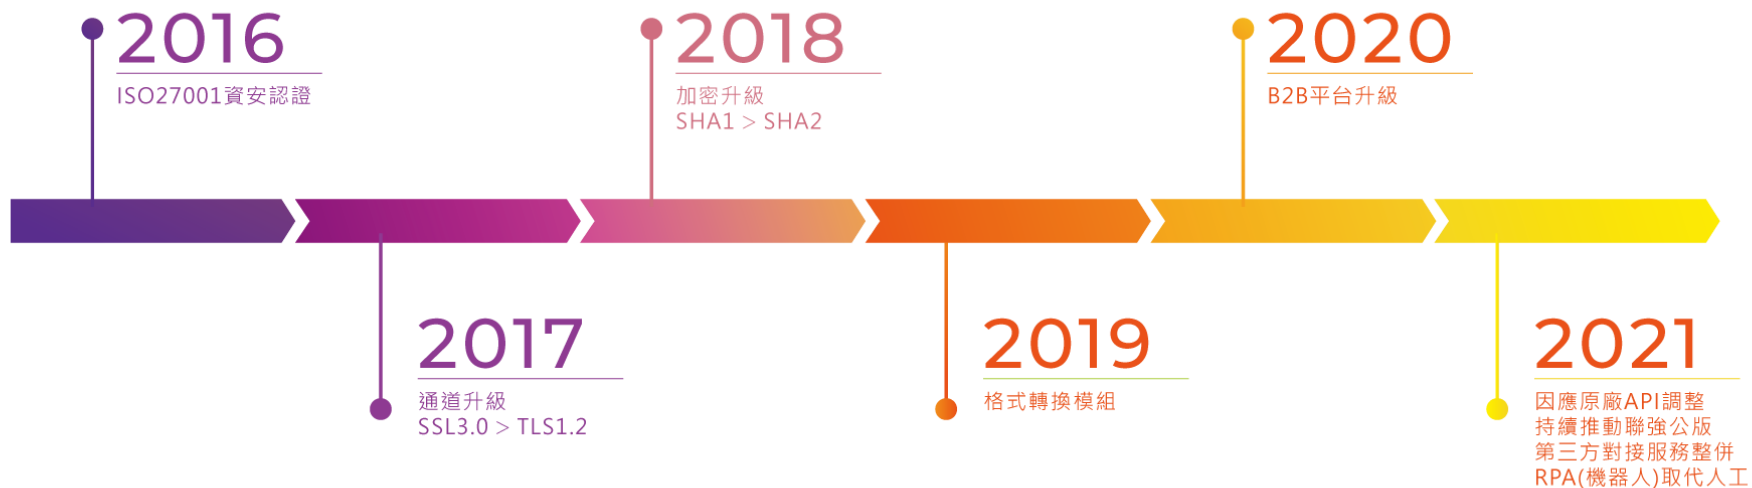 2016
ISO27001資安認證
2017
通道升級
SSL3.0 > TLS1.2
2018
加密升級
SHA1 > SHA2
2019
格式轉換模組
2020
B2B平台升級
2021
因應原廠API調整
持續推動聯強公版
第三方對接服務整併
RPA(機器人)取代人工